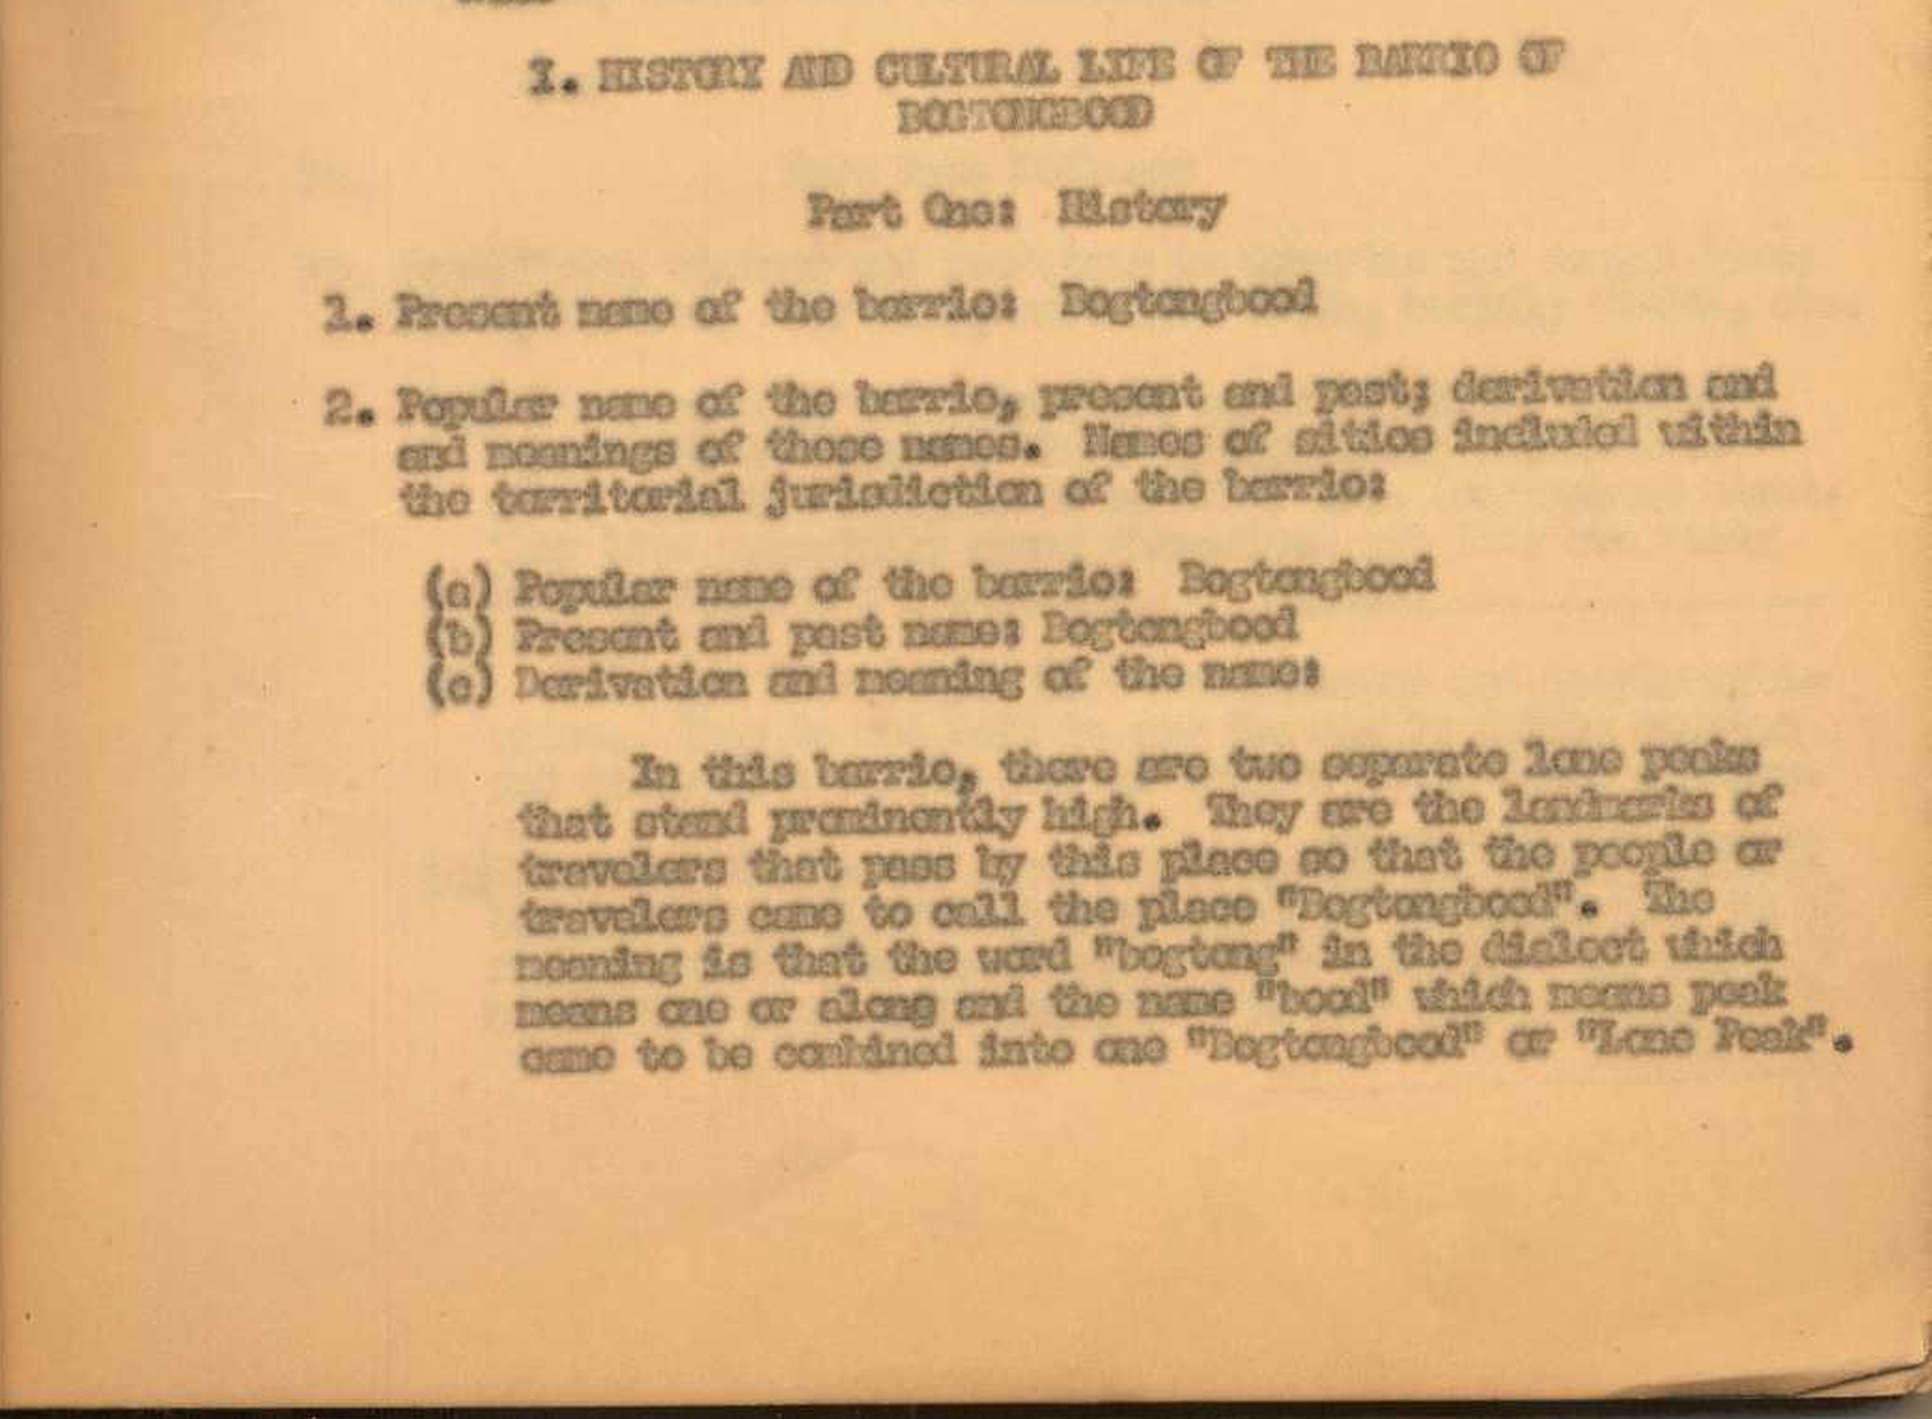 I. HISTORY AND CULTURAL LIFE OF THE BARRIO OF
BOGTONGBOOD
Part One: History
1. Present name of the barrio: Bogtongbood
2. Popular name of the barrio, present and past; derivation and
and meanings of those names. Names of sitios included within
the territorial jurisdiction of the barrio:
(a) Popular name of the barrio: Bogtongbood
(b) Present and past name: Bogtongbood
(c) Derivation and meaning of the name:
In this barrio, there are two separate lone peaks
that stand prominently high. They are the landmarks of
travelers that pass by this place so that the people or
travelers came to call the place "Bogtongbood". The
meaning is that the word "bogtong" in the dialect which
means one or along and the name "bood" which means peak
came to be combined into one "Bogtongbood" or "Lone Peak".